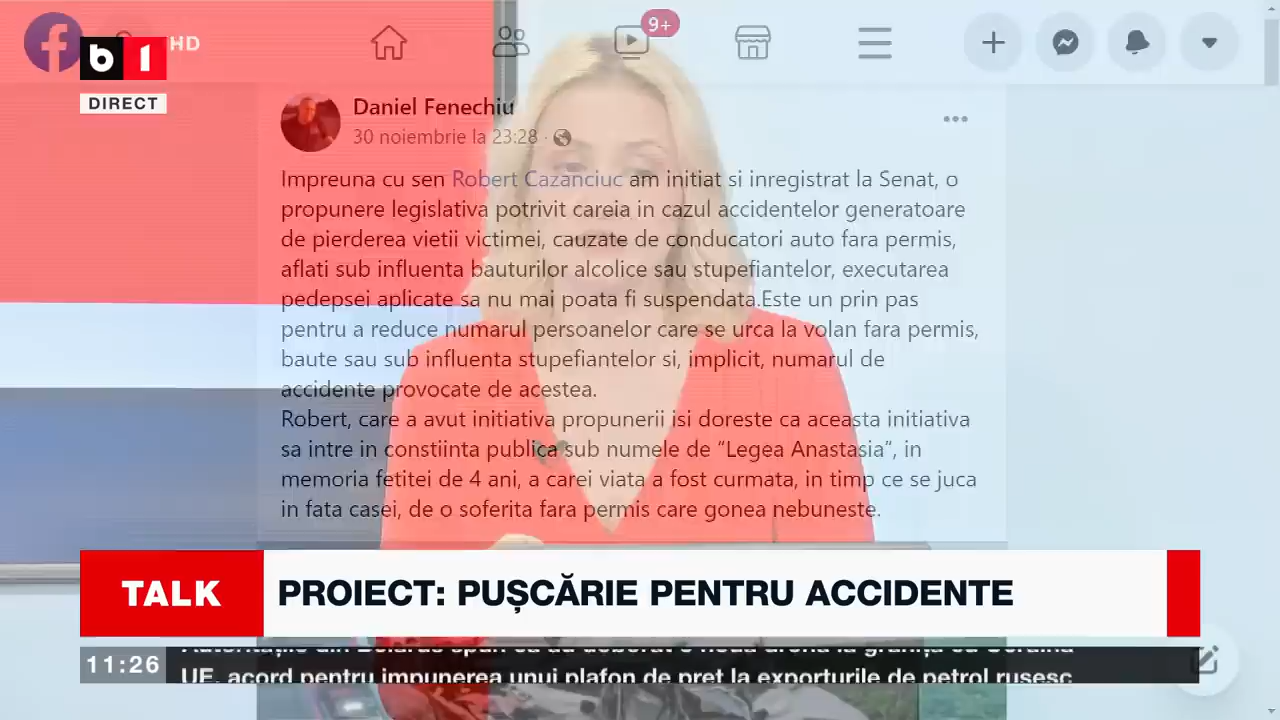 9+
b1 HD
DIRECT
Daniel Fenechiu
30 noiembrie la 23:28 ·
Impreuna cu sen Robert Cazanciuc am initiat si inregistrat la Senat, o
propunere legislativa potrivit careia in cazul accidentelor generatoare
de pierderea vietii victimei, cauzate de conducatori auto fara permis,
aflati sub influenta bauturilor alcolice sau stupefiantelor, executarea
pedepsei aplicate sa nu mai poata fi suspendata.Este un prin pas
pentru a reduce numarul persoanelor care se urca la volan fara permis,
baute sau sub influenta stupefiantelor si, implicit, numarul de
accidente provocate de acestea.
Robert, care a avut initiativa propunerii isi doreste ca aceasta initiativa
sa intre in constiinta publica sub numele de “Legea Anastasia“, in
memoria fetitei de 4 ani, a carei viata a fost curmata, in timp ce se juca
in fata casei, de o soferita fara permis care gonea nebuneste.
TALK PROIECT: PUȘCĂRIE PENTRU ACCIDENTE
11:26
UE, acord pentru impunerea unui plafon de preț la exporturile de petrol rusesc